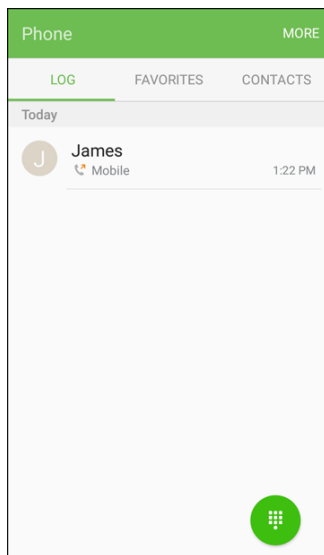 Phone MORE
LOG FAVORITES CONTACTS
Today
J
James
Mobile 1:22 PM